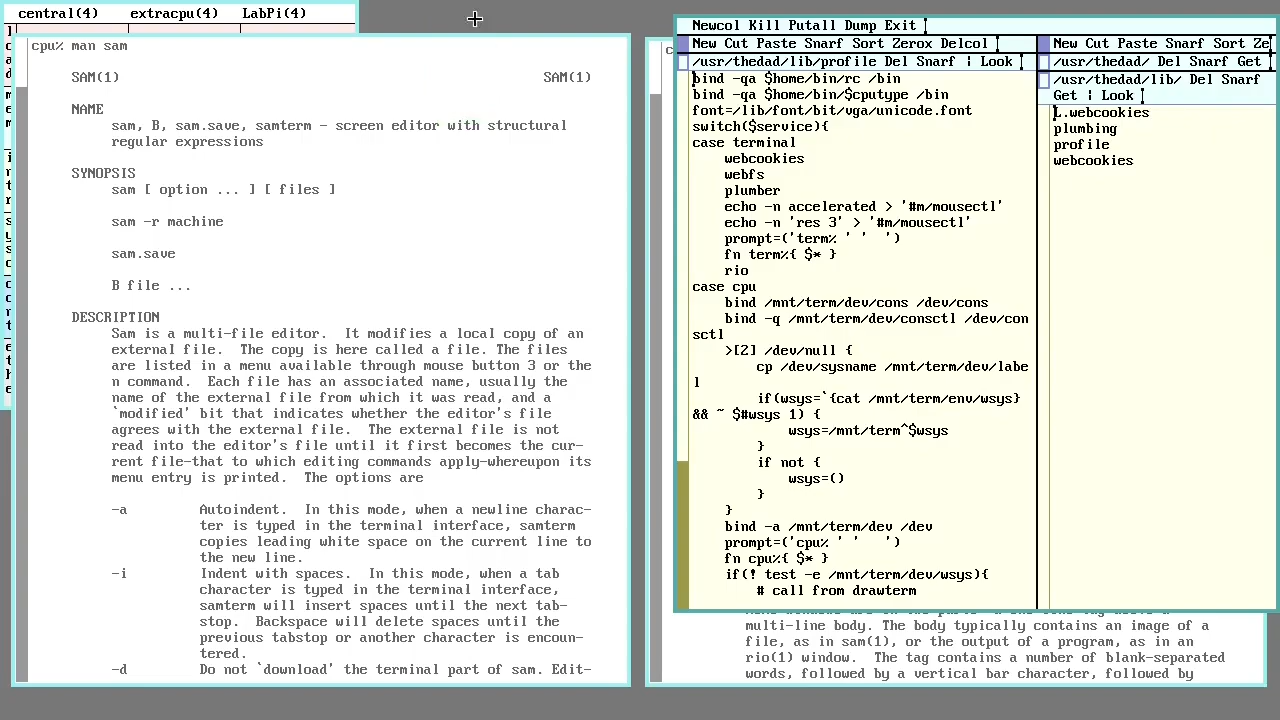 central(4)    extracpu(4)   LabPi(4)
cpu% man sam
SAM(1)                                                     SAM(1)
NAME
sam, B, sam.save, samterm - screen editor with structural
regular expressions
SYNOPSIS
sam [ option ... ] [ files ]
sam -r machine
sam.save
B file ...
DESCRIPTION
Sam is a multi-file editor.  It modifies a local copy of an
external file.  The copy is here called a file. The files
are listed in a menu available through mouse button 3 or the
n command.  Each file has an associated name, usually the
name of the external file from which it was read, and a
`modified' bit that indicates whether the editor's file
agrees with the external file.  The external file is not
read into the editor's file until it first becomes the cur-
rent file-that to which editing commands apply-whereupon its
menu entry is printed.  The options are
-a         Autoindent.  In this mode, when a newline charac-
ter is typed in the terminal interface, samterm
copies leading white space on the current line to
the new line.
-i         Indent with spaces.  In this mode, when a tab
character is typed in the terminal interface,
samterm will insert spaces until the next tab-
stop.  Backspace will delete spaces until the
previous tabstop or another character is encoun-
tered.
-d         Do not `download' the terminal part of sam. Edit-
Newcol Kill Putall Dump Exit
New Cut Paste Snarf Sort Zerox Delcol
/usr/thedad/lib/profile Del Snarf | Look
bind -qa $home/bin/rc /bin
bind -qa $home/bin/$cputype /bin
font=/lib/font/bit/vga/unicode.font
switch($service){
case terminal
webcookies
webfs
plumber
echo -n accelerated > '#m/mousectl'
echo -n 'res 3' > '#m/mousectl'
prompt=('term% ' '  ')
fn term%{ $* }
rio
case cpu
bind /mnt/term/dev/cons /dev/cons
bind -q /mnt/term/dev/consctl /dev/con
sctl
>[2] /dev/null {
cp /dev/sysname /mnt/term/dev/labe
l
if(wsys=`{cat /mnt/term/env/wsys}
&& ~ $#wsys 1) {
wsys=/mnt/term^$wsys
}
if not {
wsys=()
}
}
bind -a /mnt/term/dev /dev
prompt=('cpu% ' '  ')
fn cpu%{ $* }
if(! test -e /mnt/term/dev/wsys){
# call from drawterm
New Cut Paste Snarf Sort Ze
/usr/thedad/ Del Snarf Get
/usr/thedad/lib/ Del Snarf
Get | Look
L.webcookies
plumbing
profile
webcookies
multi-line body. The body typically contains an image of a
file, as in sam(1), or the output of a program, as in an
rio(1) window.  The tag contains a number of blank-separated
words, followed by a vertical bar character, followed by